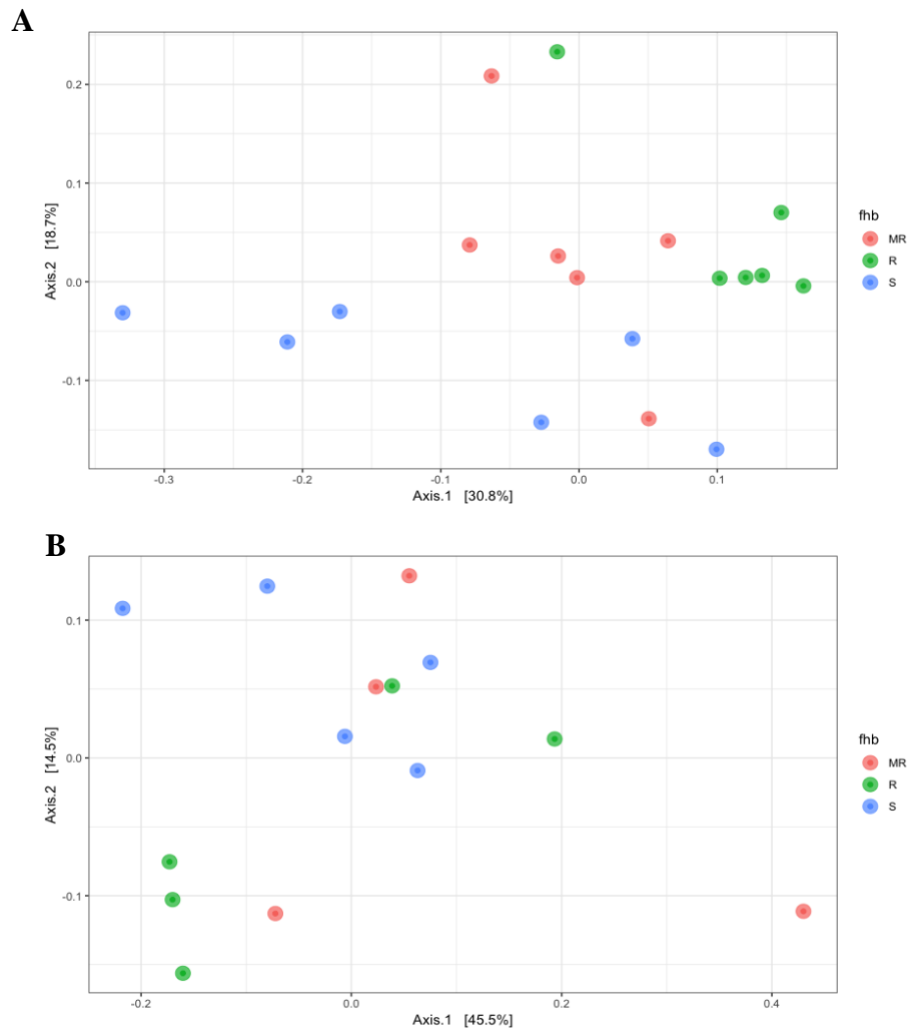 A
0.2
0.1
0.0
-0.1
Axis.2 [18.7%]
-0.3
-0.2
-0.1
0.0
0.1
Axis.1 [30.8%]
fhb
MR
R
S
B
0.1
0.0
-0.1
Axis.2 [14.5%]
-0.2
0.0
0.2
0.4
Axis.1 [45.5%]
fhb
MR
R
S